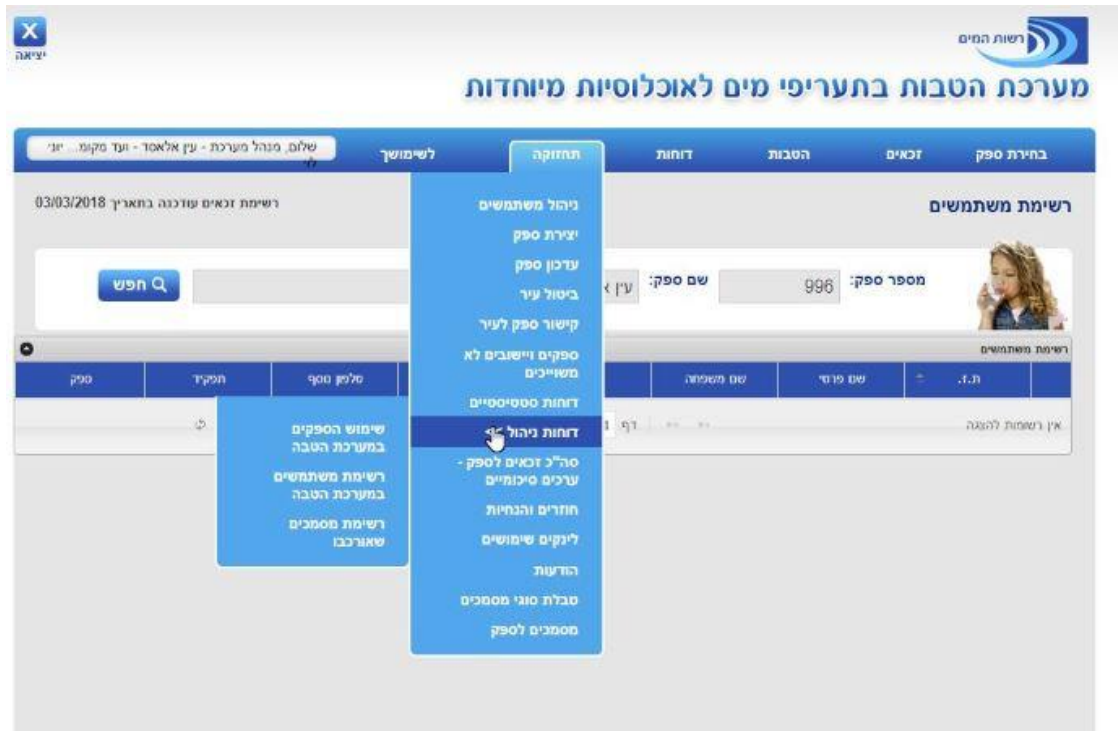 רשות המים
יציאה
מערכת הטבות בתעריפי מים לאוכלוסיות מיוחדות
בחירת ספק
זכאים
הטבות
דוחות
תחזוקה
לשימושך
שלום, מנהל מערכת - עין אלאסד - ועד מקומ... יוני
לוי
רשימת משתמשים
רשימת זכאים עודכנה בתאריך 03/03/2018
מספר ספק: 996
שם ספק: עין א
חפש
רשימת משתמשים
ת.ז.
שם פרטי
שם משפחה
טלפון נוסף
תפקיד
ספק
אין רשומות להצגה
דף
ניהול משתמשים
יצירת ספק
עדכון ספק
ביטול עיר
קישור ספק לעיר
ספקים ויישובים לא
משוייכים
דוחות סטטיסטיים
דוחות ניהול
סה"כ זכאים לספק -
ערכים סיכומיים
חוזרים והנחיות
לינקים שימושים
הודעות
טבלת סוגי מסמכים
מסמכים לספק
שימוש הספקים
במערכת הטבה
רשימת משתמשים
במערכת הטבה
רשימת מסמכים
שאורכבו